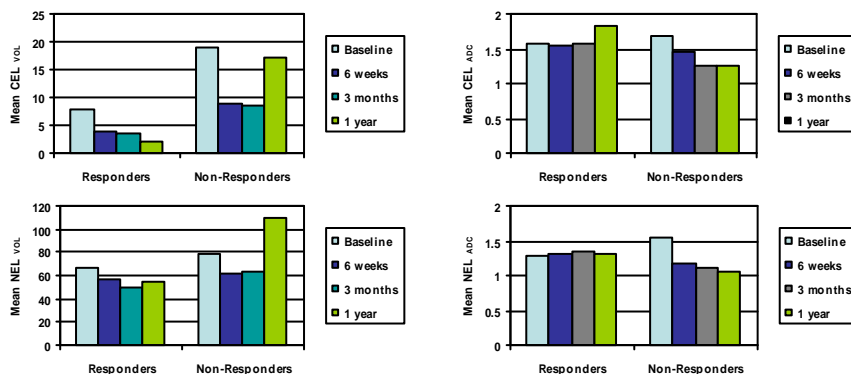 Mean CEL VOL
25
20
15
10
5
0
Responders Non-Responders
Baseline
6 weeks
3 months
1 year
Mean CEL ADC
2
1.5
1
0.5
0
Responders Non-Responders
Baseline
6 weeks
3 months
1 year
Mean NEL VOL
120
100
80
60
40
20
0
Responders Non-Responders
Baseline
6 weeks
3 months
1 year
Mean NEL ADC
2
1.5
1
0.5
0
Responders Non-Responders
Baseline
6 weeks
3 months
1 year